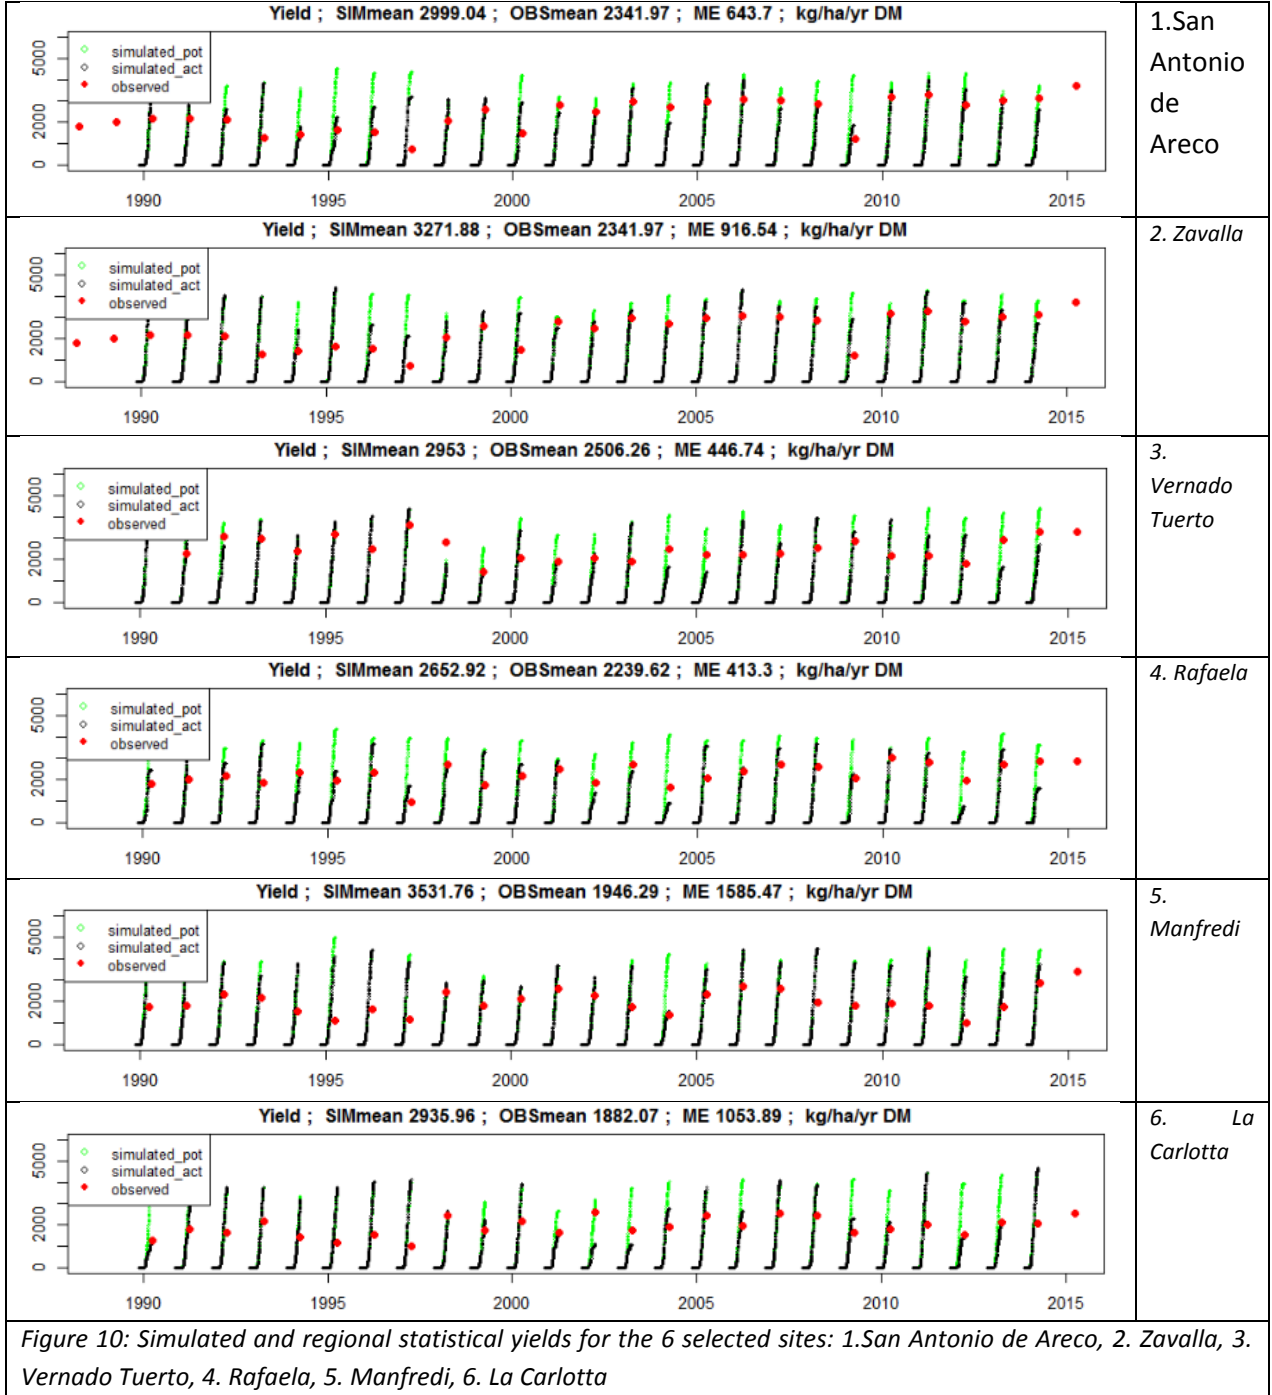 Yield ; SIMmean 2999.04 ; OBSmean 2341.97 ; ME 643.7 ; kg/ha/yr DM
simulated_pot
simulated_act
observed
0 2000 5000
1990 1995 2000 2005 2010 2015
1.San
Antonio
de
Areco
Yield ; SIMmean 3271.88 ; OBSmean 2341.97 ; ME 916.54 ; kg/ha/yr DM
simulated_pot
simulated_act
observed
0 2000 5000
1990 1995 2000 2005 2010 2015
2. Zavalla
Yield ; SIMmean 2953 ; OBSmean 2506.26 ; ME 446.74 ; kg/ha/yr DM
simulated_pot
simulated_act
observed
0 2000 5000
1990 1995 2000 2005 2010 2015
3.
Vernado
Tuerto
Yield ; SIMmean 2652.92 ; OBSmean 2239.62 ; ME 413.3 ; kg/ha/yr DM
simulated_pot
simulated_act
observed
0 2000 5000
1990 1995 2000 2005 2010 2015
4. Rafaela
Yield ; SIMmean 3531.76 ; OBSmean 1946.29 ; ME 1585.47 ; kg/ha/yr DM
simulated_pot
simulated_act
observed
0 2000 5000
1990 1995 2000 2005 2010 2015
5.
Manfredi
Yield ; SIMmean 2935.96 ; OBSmean 1882.07 ; ME 1053.89 ; kg/ha/yr DM
simulated_pot
simulated_act
observed
0 2000 5000
1990 1995 2000 2005 2010 2015
6. La
Carlotta
Figure 10: Simulated and regional statistical yields for the 6 selected sites: 1.San Antonio de Areco, 2. Zavalla, 3.
Vernado Tuerto, 4. Rafaela, 5. Manfredi, 6. La Carlotta